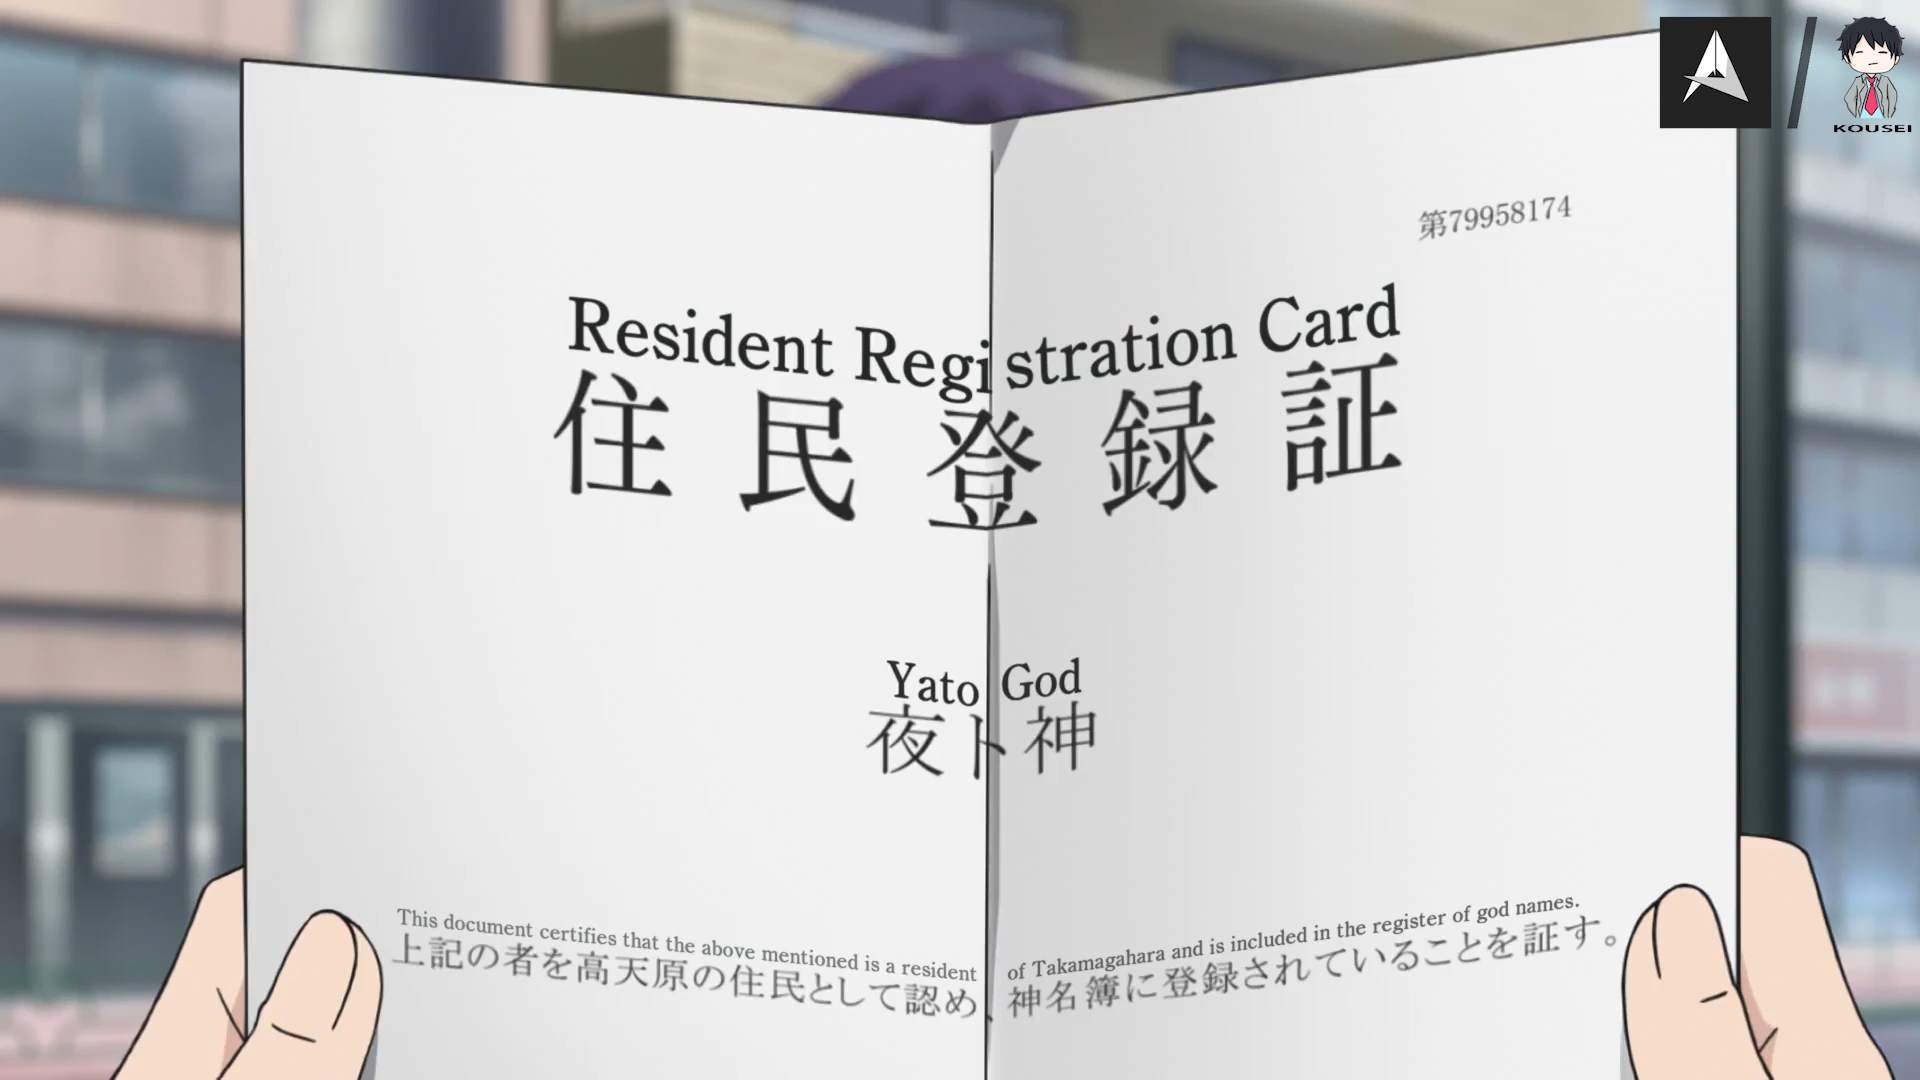 KOUSEI
第79958174
Resident Registration Card
住民登録証
Yato God
夜ト神
This document certifies that the above mentioned is a resident of Takamagahara and is included in the register of god names.
上記の者を高天原の住民として認め、神名簿に登録されていることを証す。